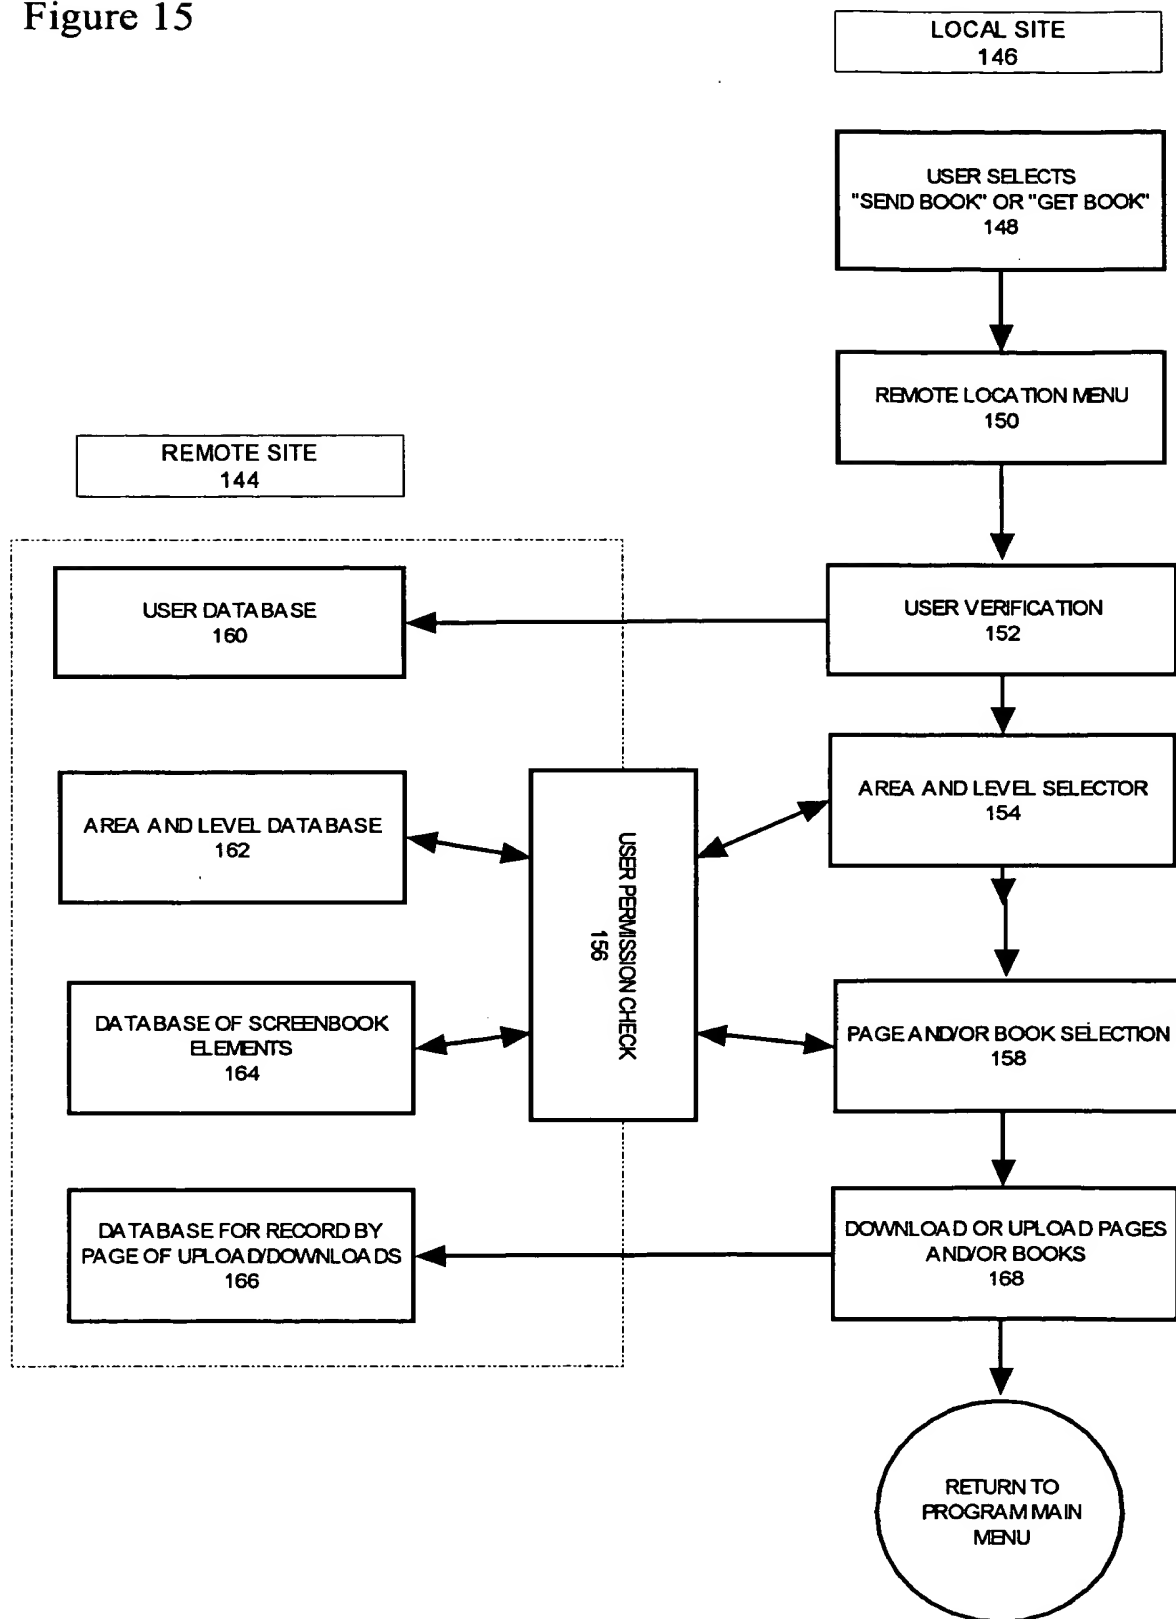 Figure 15
LOCAL SITE
146
USER SELECTS
"SEND BOOK" OR "GET BOOK"
148
REMOTE LOCATION MENU
150
REMOTE SITE
144
USER DATABASE
160
USER VERIFICATION
152
AREA AND LEVEL SELECTOR
154
AREA AND LEVEL DATABASE
162
USER PERMISSION CHECK
156
DATABASE OF SCREENBOOK
ELEMENTS
164
PAGE AND/OR BOOK SELECTION
158
DATABASE FOR RECORD BY
PAGE OF UPLOAD/DOWNLOADS
166
DOWNLOAD OR UPLOAD PAGES
AND/OR BOOKS
168
RETURN TO
PROGRAM MAIN
MENU